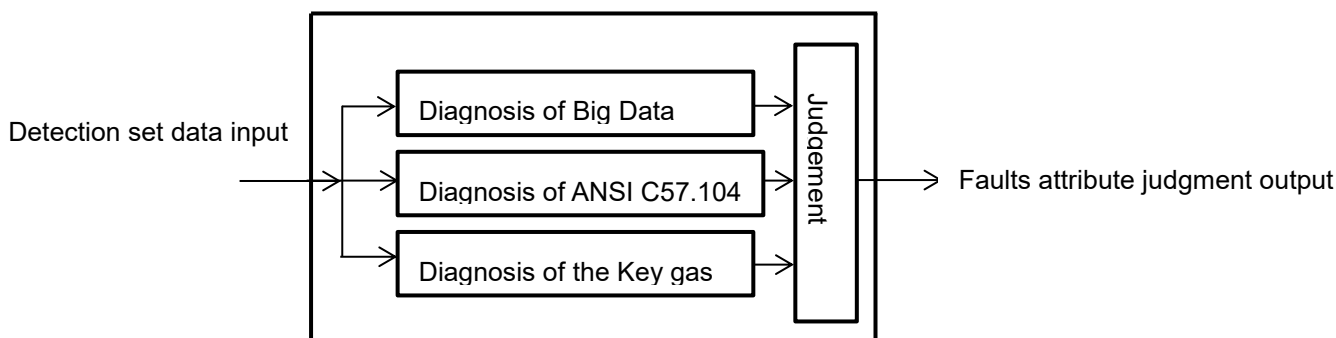 Detection set data input
Diagnosis of Big Data
Diagnosis of ANSI C57.104
Diagnosis of the Key gas
Judgement
Faults attribute judgment output